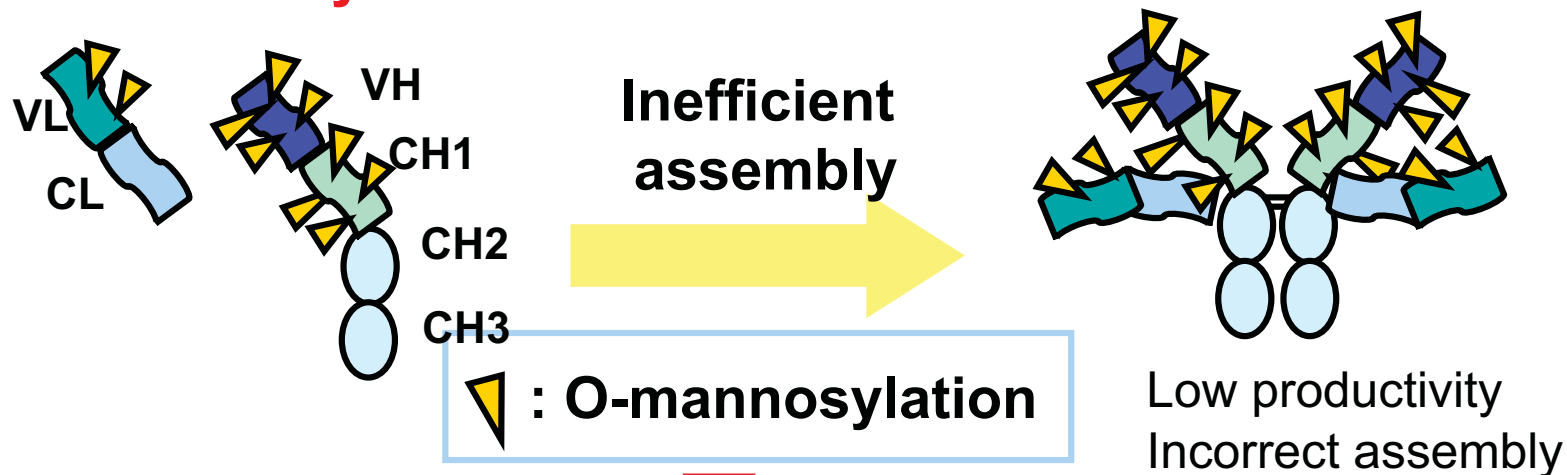 VL
CL
VH
CH1
CH2
CH3
Inefficient
assembly
: O-mannosylation
Low productivity
Incorrect assembly